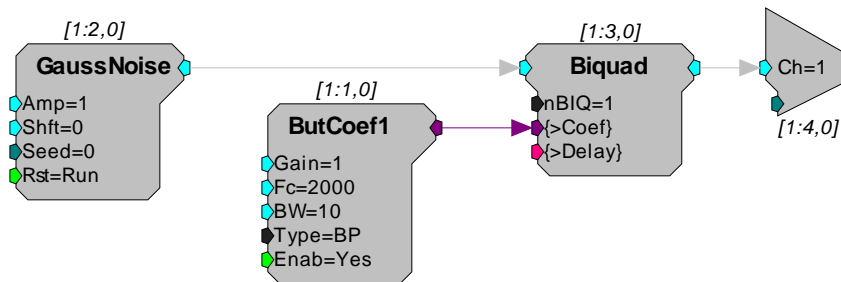 [1:2,0]
GaussNoise
Amp=1
Shft=0
Seed=0
Rst=Run
[1:1,0]
ButCoef1
Gain=1
Fc=2000
BW=10
Type=BP
Enab=Yes
[1:3,0]
Biquad
nBIQ=1
{>Coef}
{>Delay}
Ch=1
[1:4,0]